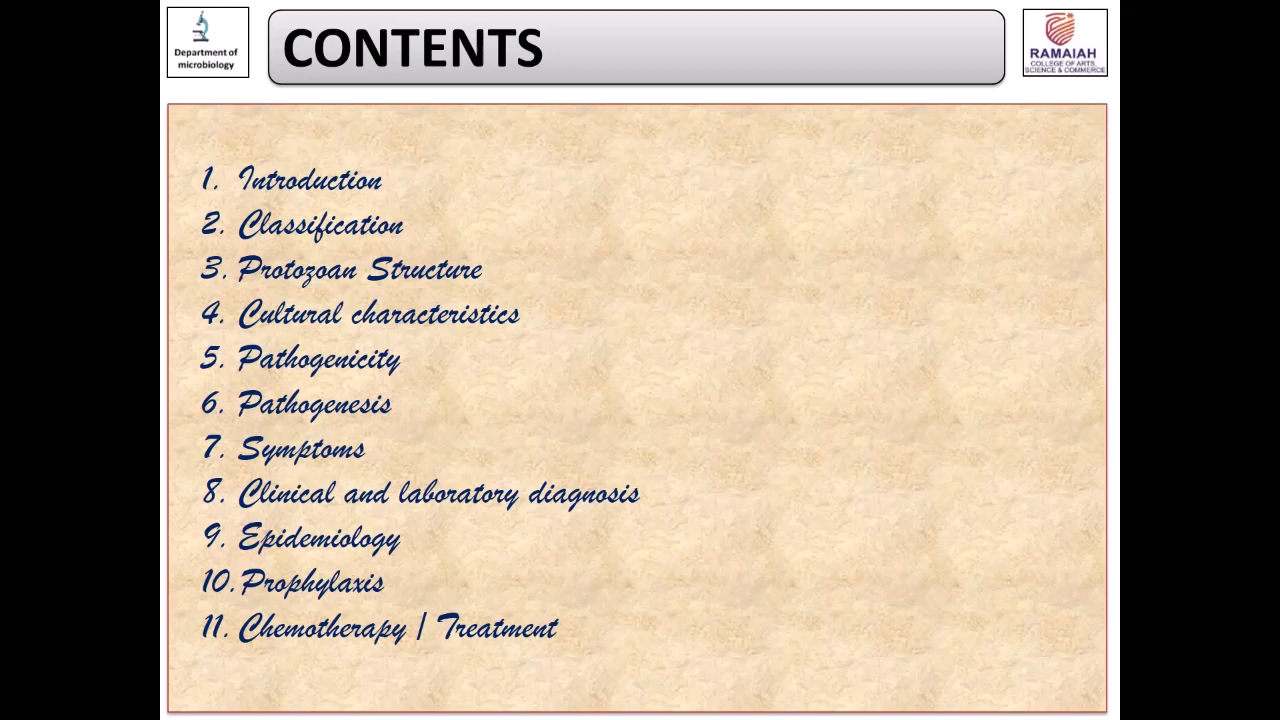 Department of
microbiology
CONTENTS
RAMAIAH
COLLEGE OF ARTS,
SCIENCE & COMMERCE
1. Introduction
2. Classification
3. Protozoan Structure
4. Cultural characteristics
5. Pathogenicity
6. Pathogenesis
7. Symptoms
8. Clinical and laboratory diagnosis
9. Epidemiology
10. Prophylaxis
11. Chemotherapy / Treatment